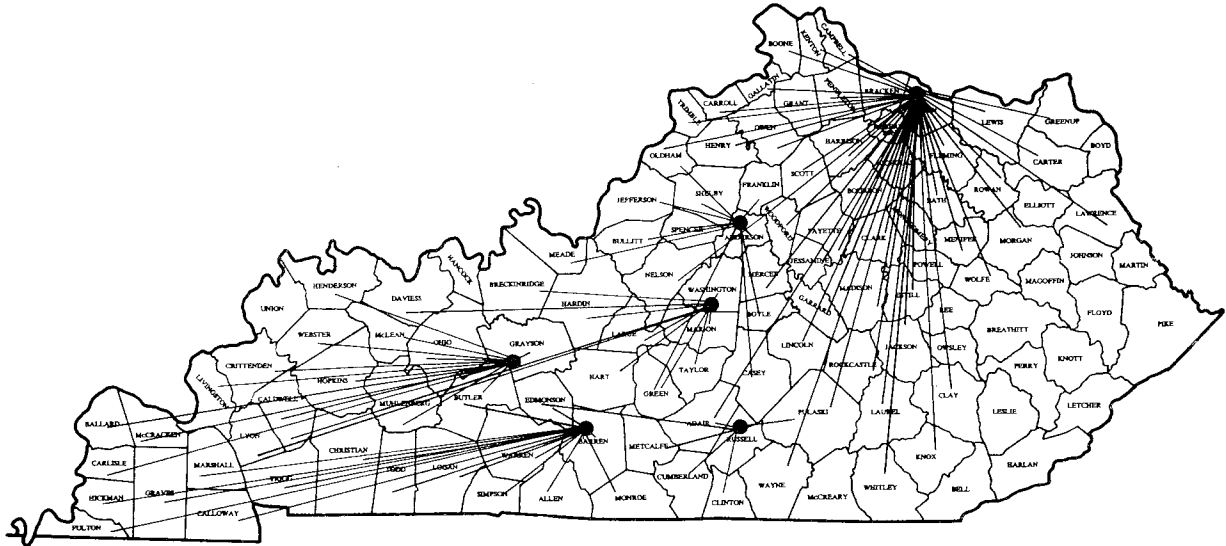 CAMPBELL
KENTON
BOONE
GALLATIN
PENDLETON
BRACKEN
CARROLL
GRANT
TRIMBLE
OWEN
LEWIS
GREENUP
HENRY
HARRISON
OLDHAM
FLEMING
CARTER
BOYD
NICHOLAS
SCOTT
SHELBY
FRANKLIN
BOURBON
ROWAN
JEFFERSON
BATH
ELLIOTT
LAWRENCE
SPENCER
WOODFORD
FAYETTE
MONTGOMERY
BULLITT
ANDERSON
CLARK
MENIFEE
MORGAN
MEADE
JESSAMINE
JOHNSON
MARTIN
NELSON
MERCER
POWELL
HANCOCK
WOLFE
MAGOFFIN
HENDERSON
BRECKINRIDGE
WASHINGTON
MADISON
DAVIESS
GARRARD
ESTILL
UNION
HARDIN
LEE
BOYLE
FLOYD
PIKE
WEBSTER
McLEAN
LARUE
MARION
BREATHITT
OHIO
GRAYSON
LINCOLN
JACKSON
OWSLEY
KNOTT
CRITTENDEN
ROCKCASTLE
PERRY
HOPKINS
HART
TAYLOR
CASEY
LIVINGSTON
GREEN
CLAY
CALDWELL
MUHLENBERG
BUTLER
EDMONSON
LESLIE
LETCHER
PULASKI
LAUREL
BALLARD
McCRACKEN
LYON
ADAIR
RUSSELL
BARREN
METCALFE
CHRISTIAN
WARREN
KNOX
CARLISLE
MARSHALL
TODD
LOGAN
HARLAN
CUMBERLAND
TRIGG
WAYNE
WHITLEY
BELL
HICKMAN
GRAVES
SIMPSON
ALLEN
MONROE
CLINTON
McCREARY
CALLOWAY
FULTON